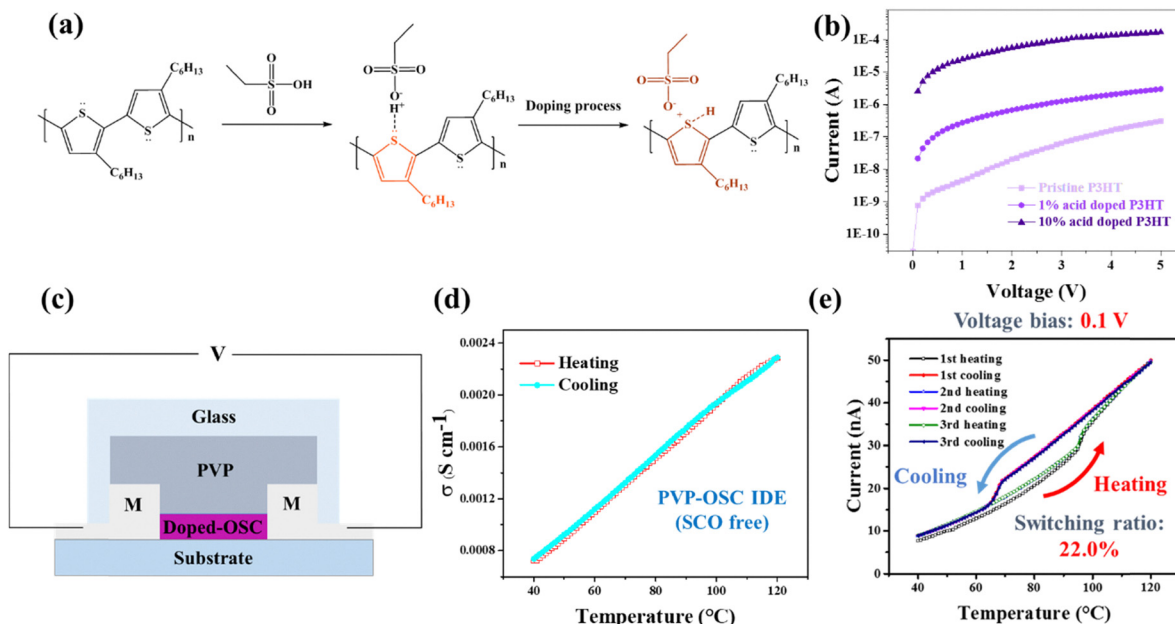 (a)
C₆H₁₃
S
S
n
C₆H₁₃
O
S
OH
O
O=S=O
O⁻
H⁺
C₆H₁₃
S
S
n
C₆H₁₃
Doping process
O=S=O
O⁻
+
S
H
C₆H₁₃
S
n
C₆H₁₃
(b)
Current (A)
1E-4
1E-5
1E-6
1E-7
1E-8
1E-9
1E-10
Pristine P3HT
1% acid doped P3HT
10% acid doped P3HT
0 1 2 3 4 5
Voltage (V)
(c)
V
Glass
PVP
M
M
Doped-OSC
Substrate
(d)
σ (S cm⁻¹)
0.0024
0.0020
0.0016
0.0012
0.0008
Heating
Cooling
PVP-OSC IDE
(SCO free)
40 60 80 100 120
Temperature (°C)
(e)
Voltage bias: 0.1 V
Current (nA)
50
40
30
20
10
0
1st heating
1st cooling
2nd heating
2nd cooling
3rd heating
3rd cooling
Cooling
Heating
Switching ratio:
22.0%
40 60 80 100 120
Temperature (°C)